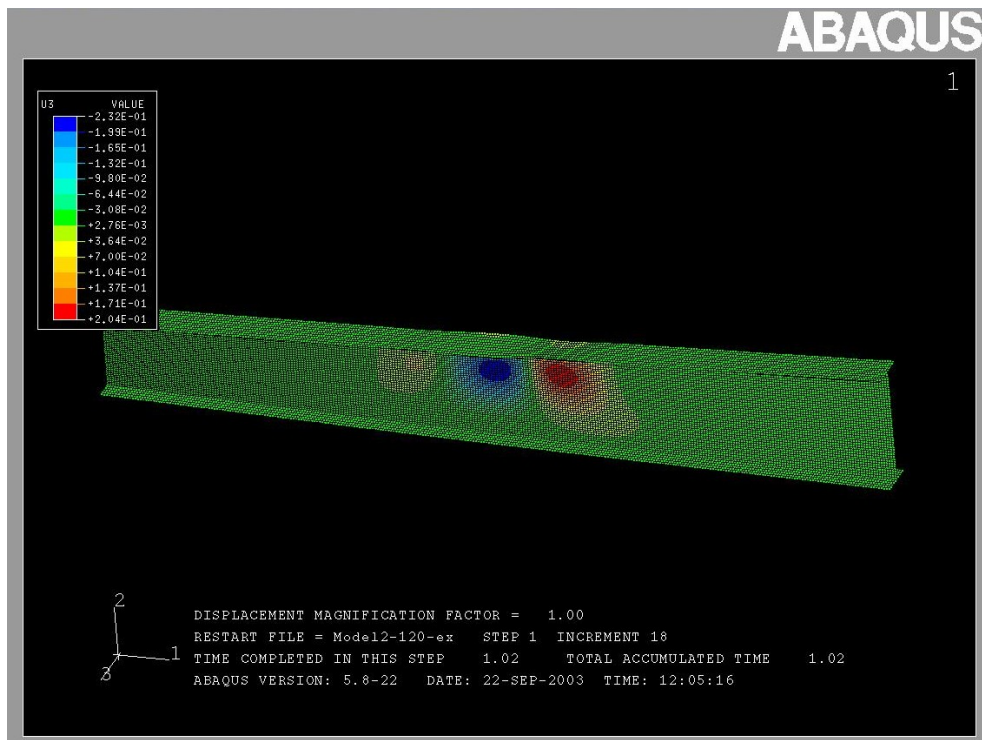 ABAQUS
1
U3 VALUE
-2.32E-01
-1.99E-01
-1.65E-01
-1.32E-01
-9.80E-02
-6.44E-02
-3.08E-02
+2.76E-03
+3.64E-02
+7.00E-02
+1.04E-01
+1.37E-01
+1.71E-01
+2.04E-01
2
1
3
DISPLACEMENT MAGNIFICATION FACTOR = 1.00
RESTART FILE = Model2-120-ex STEP 1 INCREMENT 18
TIME COMPLETED IN THIS STEP 1.02 TOTAL ACCUMULATED TIME 1.02
ABAQUS VERSION: 5.8-22 DATE: 22-SEP-2003 TIME: 12:05:16